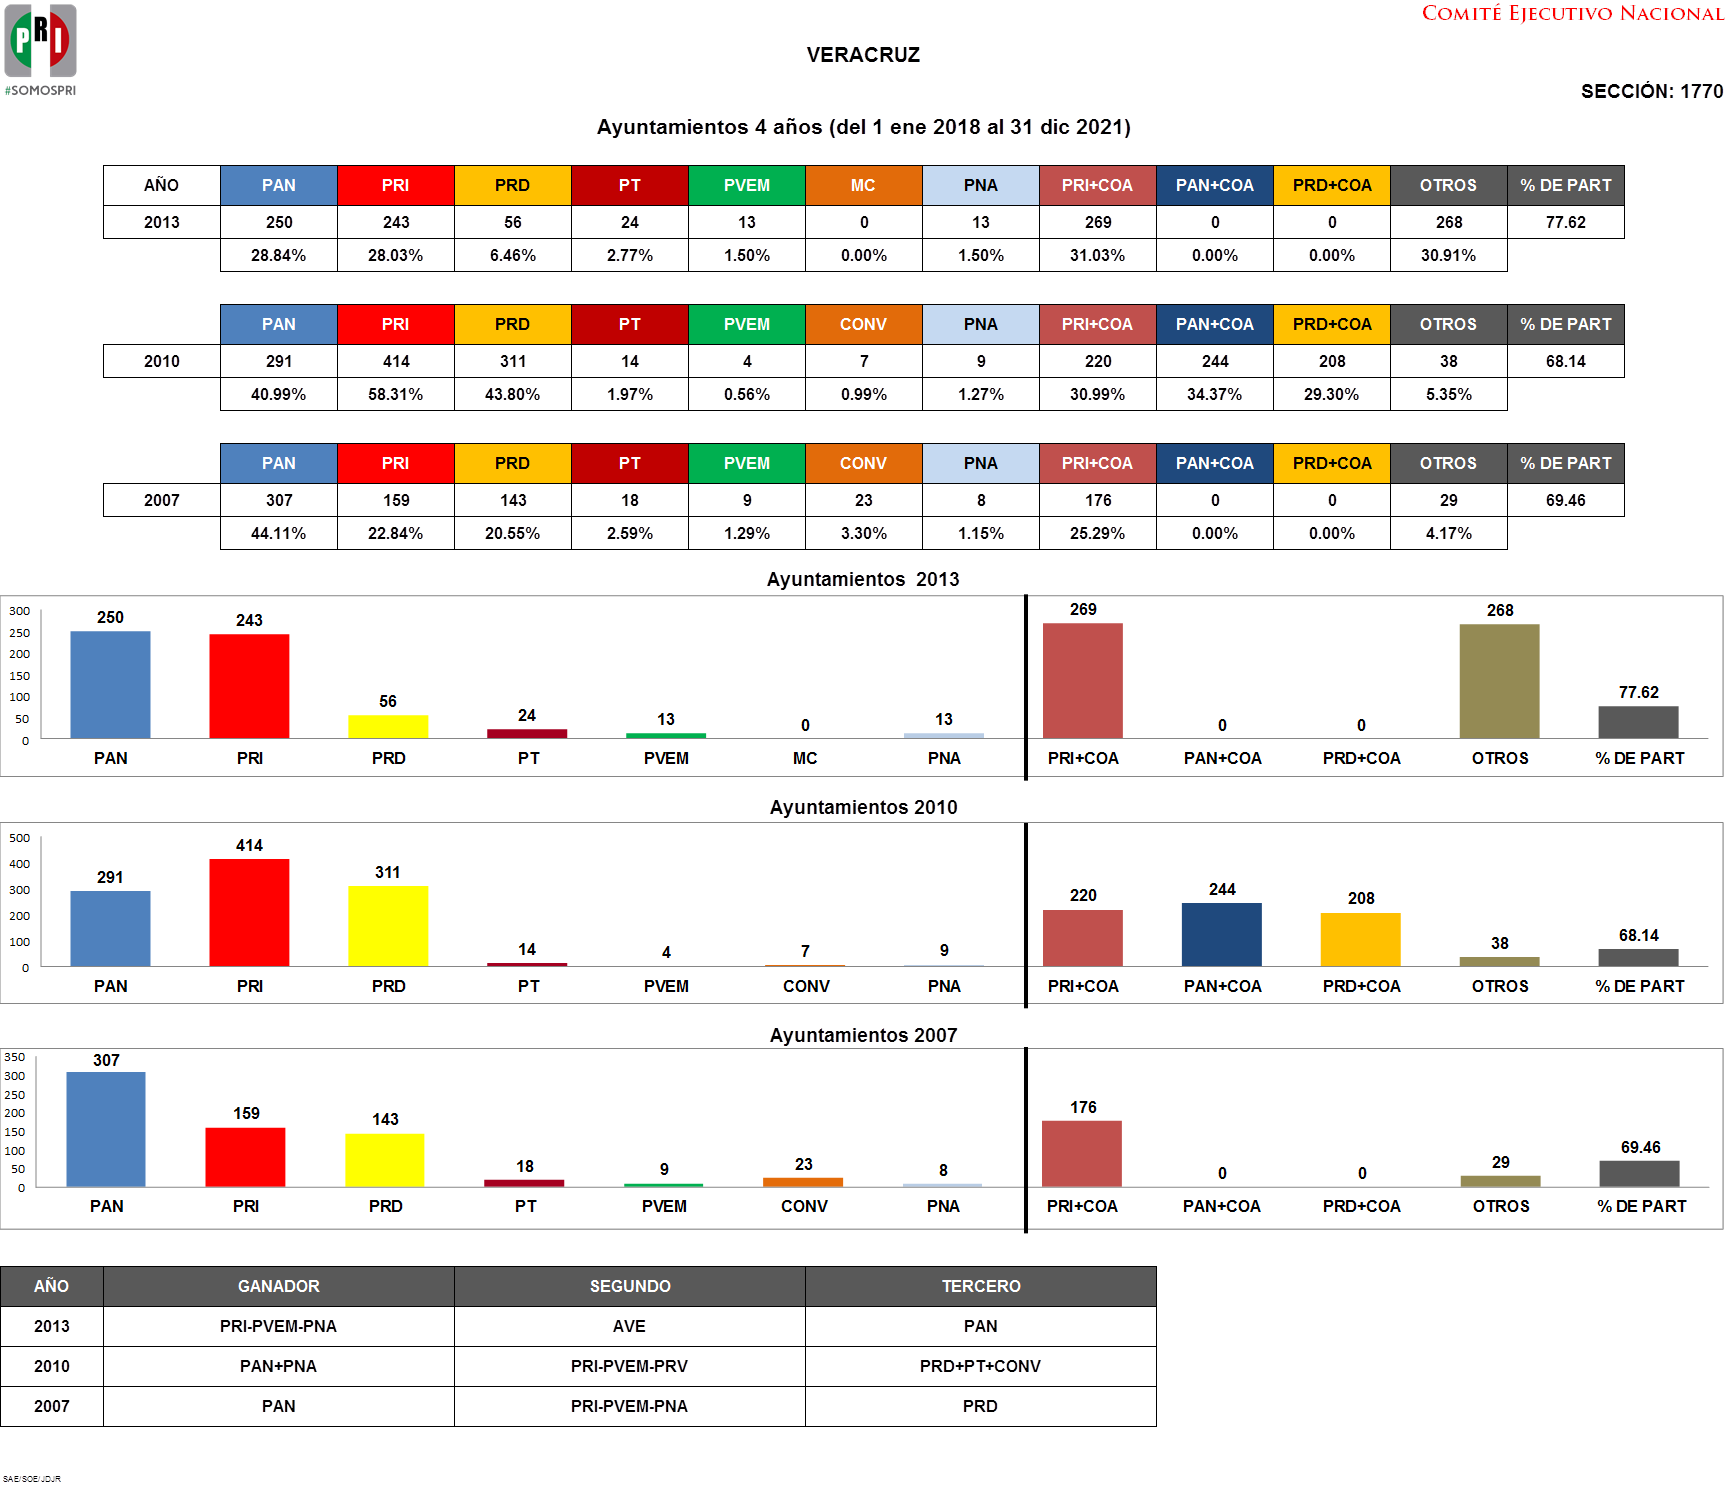 PRI
#SOMOSPRI
COMITÉ EJECUTIVO NACIONAL
VERACRUZ
SECCIÓN: 1770
Ayuntamientos 4 años (del 1 ene 2018 al 31 dic 2021)
AÑO PAN PRI PRD PT PVEM MC PNA PRI+COA PAN+COA PRD+COA OTROS % DE PART
2013 250 243 56 24 13 0 13 269 0 0 268 77.62
28.84% 28.03% 6.46% 2.77% 1.50% 0.00% 1.50% 31.03% 0.00% 0.00% 30.91%
PAN PRI PRD PT PVEM CONV PNA PRI+COA PAN+COA PRD+COA OTROS % DE PART
2010 291 414 311 14 4 7 9 220 244 208 38 68.14
40.99% 58.31% 43.80% 1.97% 0.56% 0.99% 1.27% 30.99% 34.37% 29.30% 5.35%
PAN PRI PRD PT PVEM CONV PNA PRI+COA PAN+COA PRD+COA OTROS % DE PART
2007 307 159 143 18 9 23 8 176 0 0 29 69.46
44.11% 22.84% 20.55% 2.59% 1.29% 3.30% 1.15% 25.29% 0.00% 0.00% 4.17%
Ayuntamientos 2013
300
250
200
150
100
50
0
250 243 56 24 13 0 13 269 0 0 268 77.62
PAN PRI PRD PT PVEM MC PNA PRI+COA PAN+COA PRD+COA OTROS % DE PART
Ayuntamientos 2010
500
400
300
200
100
0
291 414 311 14 4 7 9 220 244 208 38 68.14
PAN PRI PRD PT PVEM CONV PNA PRI+COA PAN+COA PRD+COA OTROS % DE PART
Ayuntamientos 2007
350
300
250
200
150
100
50
0
307 159 143 18 9 23 8 176 0 0 29 69.46
PAN PRI PRD PT PVEM CONV PNA PRI+COA PAN+COA PRD+COA OTROS % DE PART
AÑO GANADOR SEGUNDO TERCERO
2013 PRI-PVEM-PNA AVE PAN
2010 PAN+PNA PRI-PVEM-PRV PRD+PT+CONV
2007 PAN PRI-PVEM-PNA PRD
SAE/SOE/JDJR